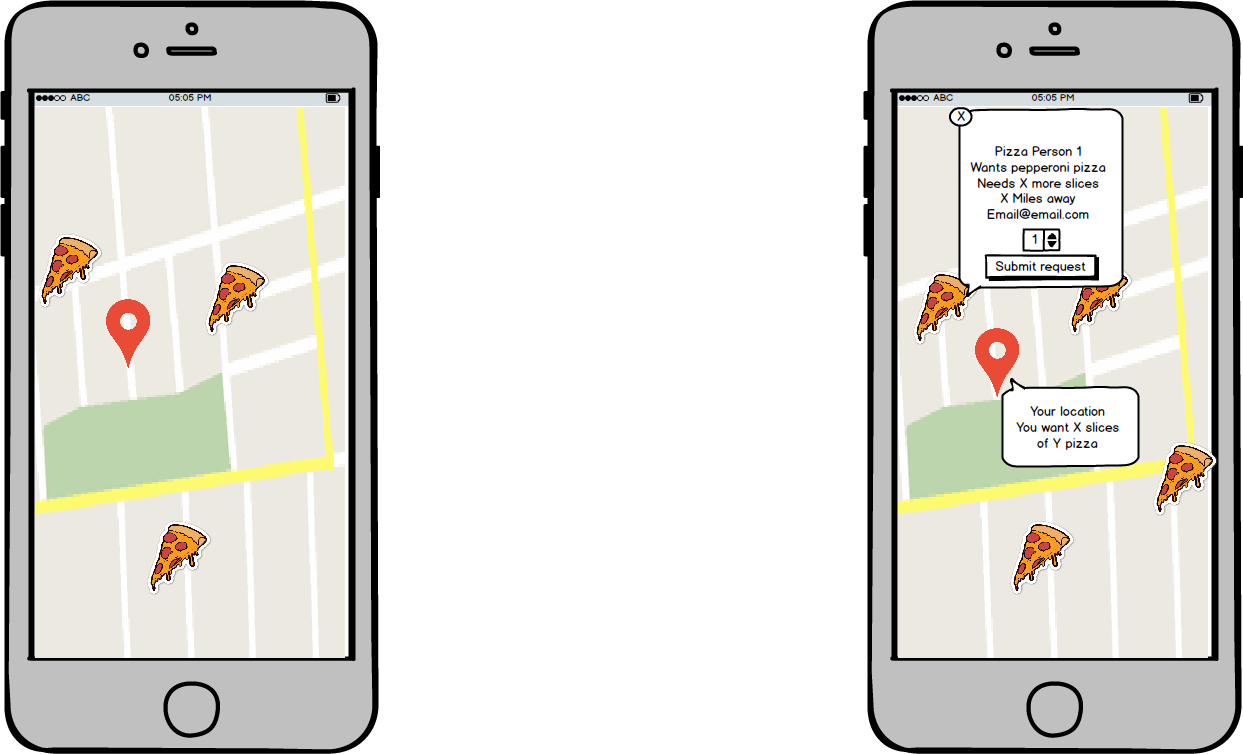 ABC 05:05 PM
ABC 05:05 PM
X
Pizza Person 1
Wants pepperoni pizza
Needs X more slices
X Miles away
Email@email.com
1
Submit request
Your location
You want X slices
of Y pizza